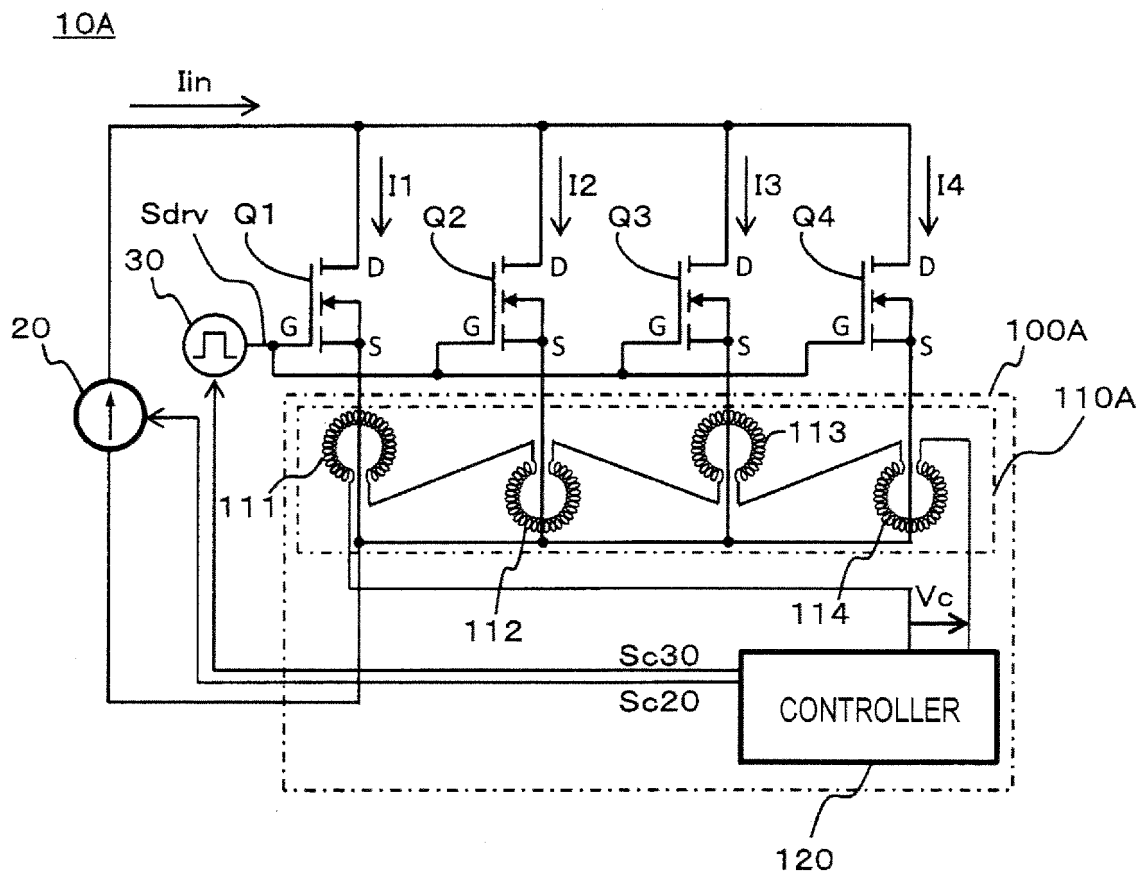 10A
Iin
I1
I2
I3
I4
Sdrv
Q1
Q2
Q3
Q4
30
D
D
D
D
20
G
G
G
G
S
S
S
S
100A
110A
111
113
112
114
Vc
Sc30
Sc20
CONTROLLER
120